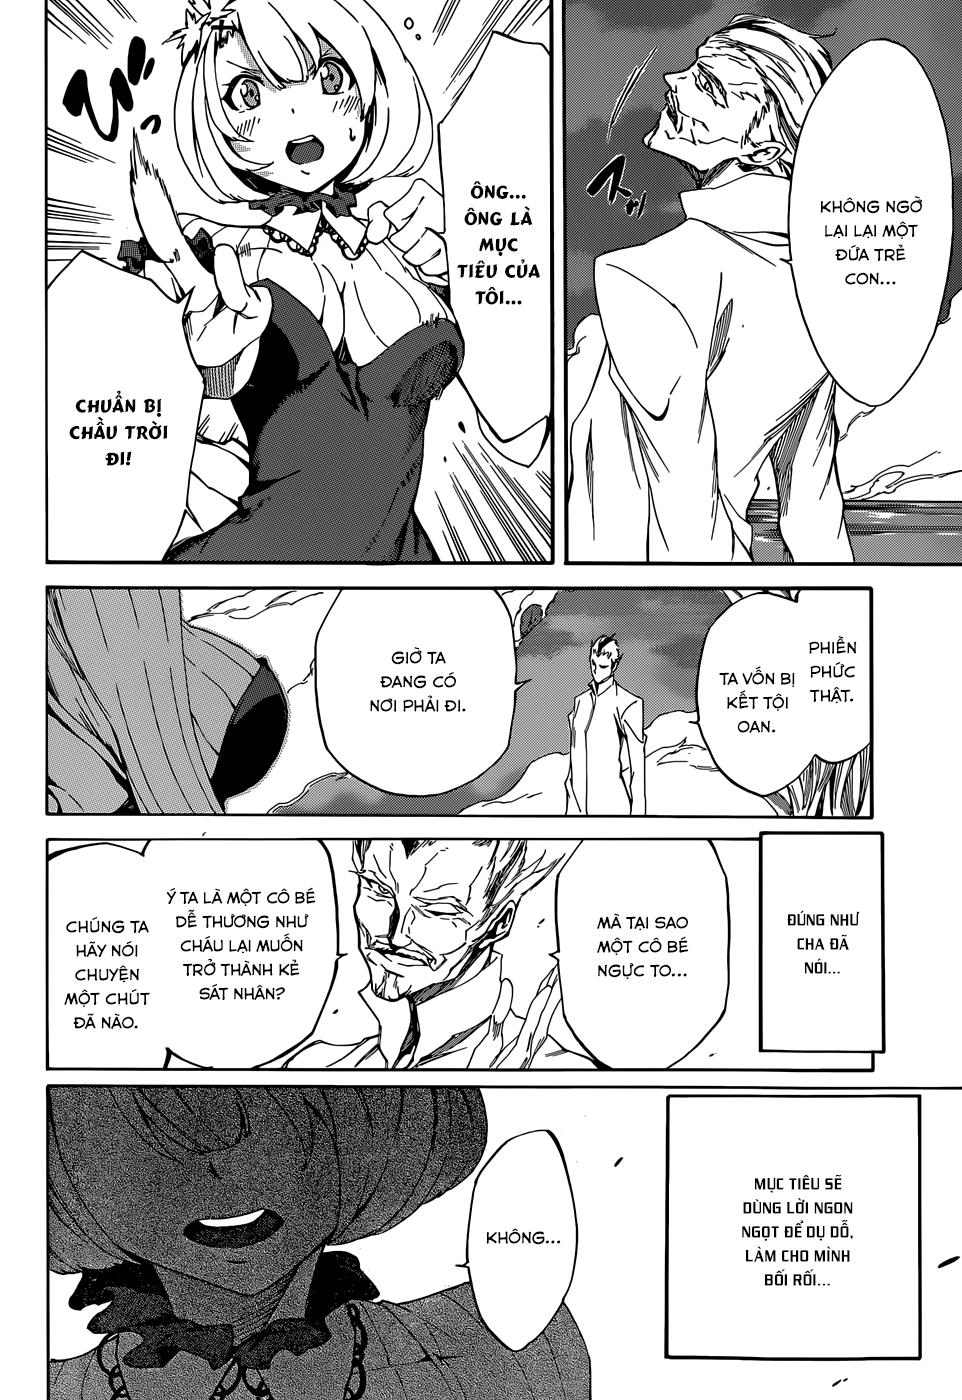 KHÔNG NGỜ
LẠI LẠI MỘT
ĐỨA TRẺ
CON...
ÔNG...
ÔNG LÀ
MỤC
TIÊU CỦA
TÔI...
CHUẨN BỊ
CHẦU TRỜI
ĐI!
PHIỀN
PHỨC
THẬT.
TA VỐN BỊ
KẾT TỘI
OAN.
GIỜ TA
ĐANG CÓ
NƠI PHẢI ĐI.
ĐÚNG NHƯ
CHA ĐÃ
NÓI...
MÀ TẠI SAO
MỘT CÔ BÉ
NGỰC TO...
Ý TA LÀ MỘT CÔ BÉ
DỄ THƯƠNG NHƯ
CHÁU LẠI MUỐN
TRỞ THÀNH KẺ
SÁT NHÂN?
CHÚNG TA
HÃY NÓI
CHUYỆN
MỘT CHÚT
ĐÃ NÀO.
MỤC TIÊU SẼ
DÙNG LỜI NGON
NGỌT ĐỂ DỤ DỖ,
LÀM CHO MÌNH
BỐI RỐI...
KHÔNG...